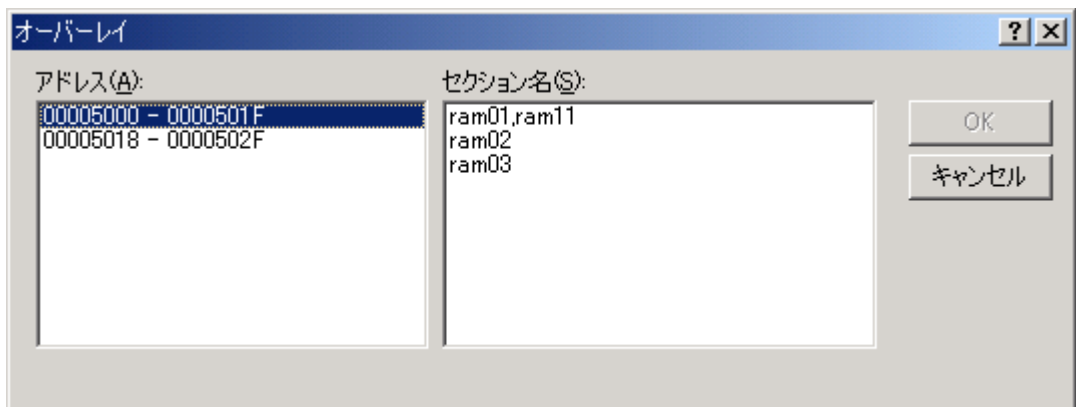 オーバーレイ
アドレス(A):
00005000 - 0000501F
00005018 - 0000502F
セクション名(S):
ram01,ram11
ram02
ram03
OK
キャンセル